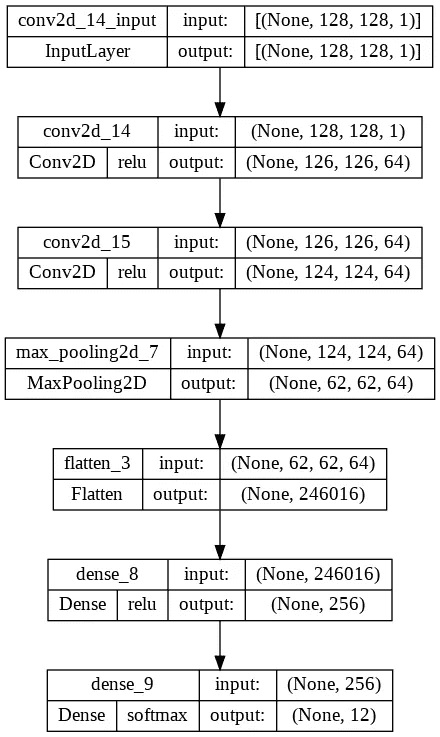 conv2d_14_input input: [(None, 128, 128, 1)]
InputLayer output: [(None, 128, 128, 1)]
conv2d_14 input: (None, 128, 128, 1)
Conv2D relu output: (None, 126, 126, 64)
conv2d_15 input: (None, 126, 126, 64)
Conv2D relu output: (None, 124, 124, 64)
max_pooling2d_7 input: (None, 124, 124, 64)
MaxPooling2D output: (None, 62, 62, 64)
flatten_3 input: (None, 62, 62, 64)
Flatten output: (None, 246016)
dense_8 input: (None, 246016)
Dense relu output: (None, 256)
dense_9 input: (None, 256)
Dense softmax output: (None, 12)